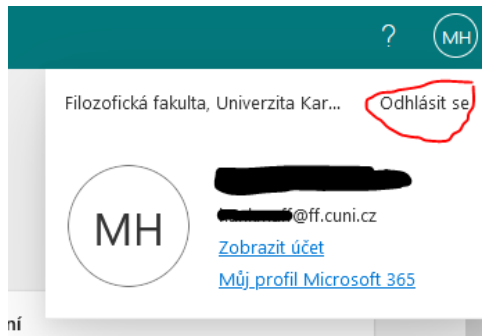 ? MH
Filozofická fakulta, Univerzita Kar... Odhlásit se
MH
@ff.cuni.cz
Zobrazit účet
Můj profil Microsoft 365
ní